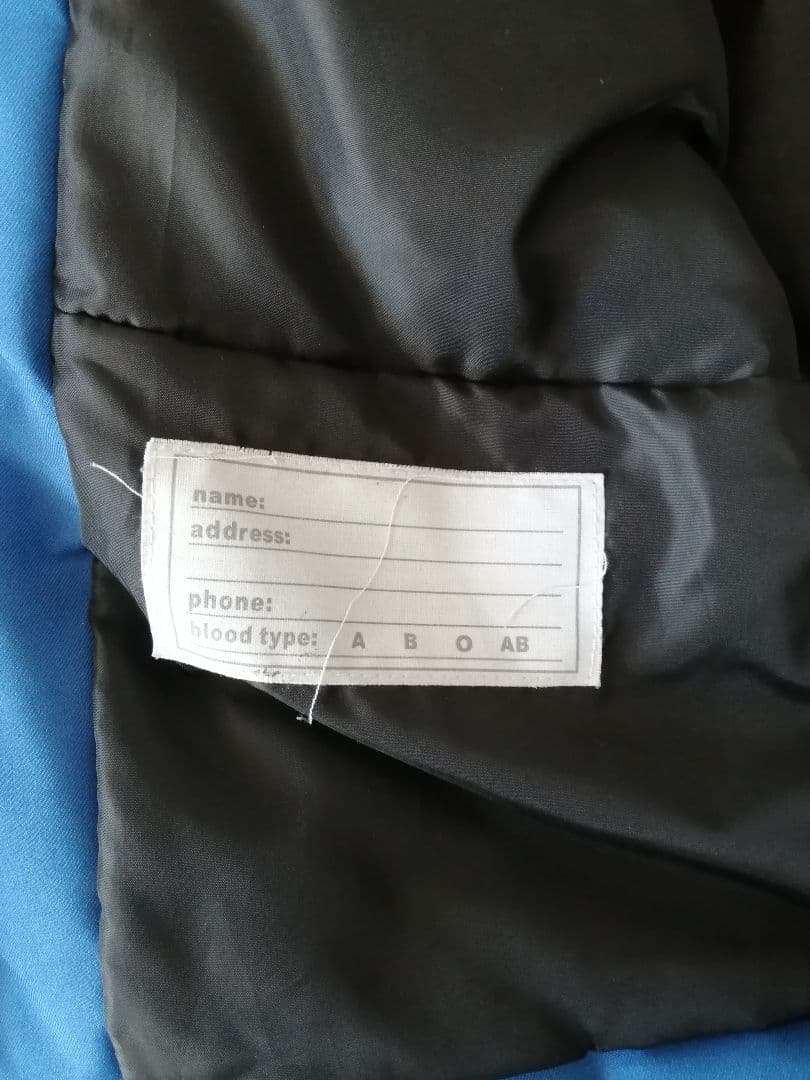 name:
address:
phone:
blood type: A B O AB